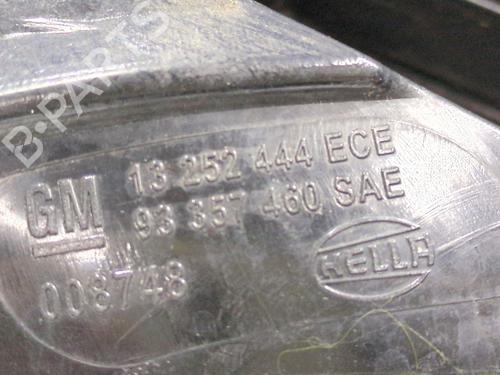 B-PARTS
GM 13 252 444 ECE
93 357 460 SAE
008748
HELLA